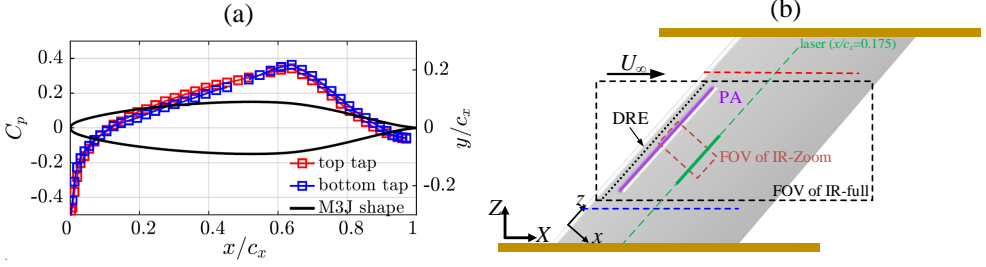 (a)
0.4
0.2
0
-0.2
-0.4
C_p
0.2
0
-0.2
y/c_x
top tap
bottom tap
M3J shape
0 0.2 0.4 0.6 0.8 1
x/c_x
(b)
laser (x/c_x=0.175)
U_∞
PA
DRE
FOV of IR-Zoom
FOV of IR-full
Z
z
X
x